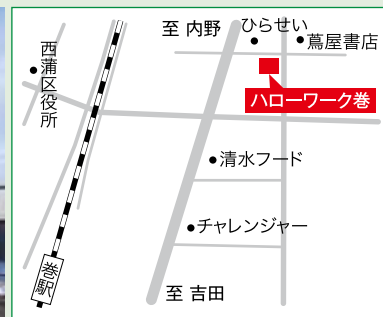 至 内野
ひらせい
蔦屋書店
西蒲区役所
ハローワーク巻
清水フード
チャレンジャー
巻駅
至 吉田